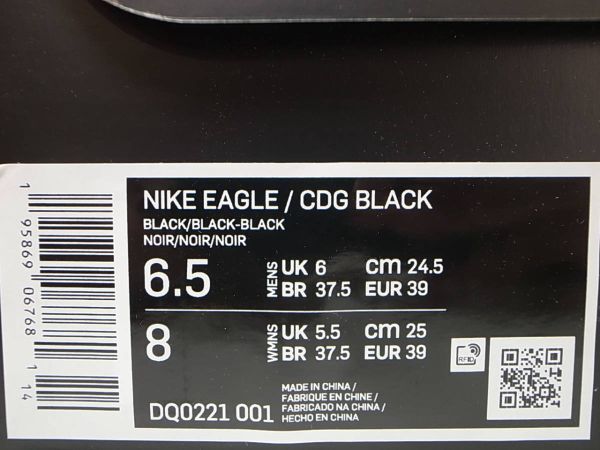 NIKE EAGLE / CDG BLACK
BLACK/BLACK-BLACK
NOIR/NOIR/NOIR
6.5 MENS UK 6 cm 24.5
BR 37.5 EUR 39
8 WMNS UK 5.5 cm 25
BR 37.5 EUR 39
RFID
MADE IN CHINA /
FABRIQUE EN CHINE /
FABRICADO NA CHINA /
HECHO EN CHINA
DQ0221 001
1 95869 06768 1 14